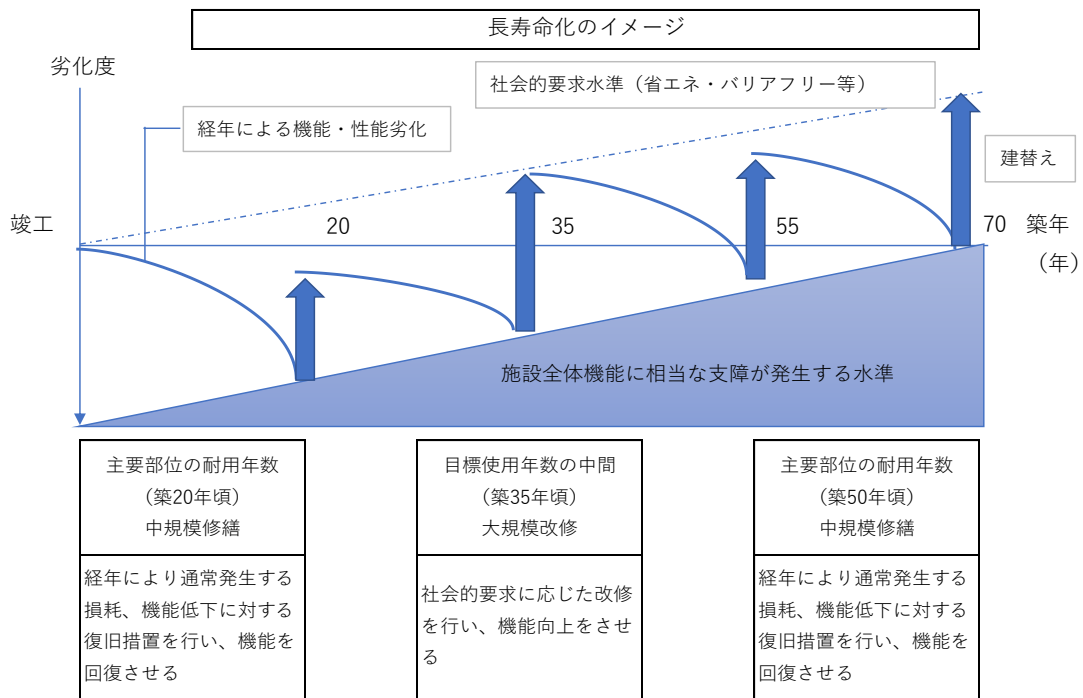 長寿命化のイメージ
劣化度
社会的要求水準（省エネ・バリアフリー等）
経年による機能・性能劣化
建替え
竣工
20
35
55
70 築年
（年）
施設全体機能に相当な支障が発生する水準
主要部位の耐用年数
（築20年頃）
中規模修繕
経年により通常発生する
損耗、機能低下に対する
復旧措置を行い、機能を
回復させる
目標使用年数の中間
（築35年頃）
大規模改修
社会的要求に応じた改修
を行い、機能向上をさせ
る
主要部位の耐用年数
（築50年頃）
中規模修繕
経年により通常発生する
損耗、機能低下に対する
復旧措置を行い、機能を
回復させる